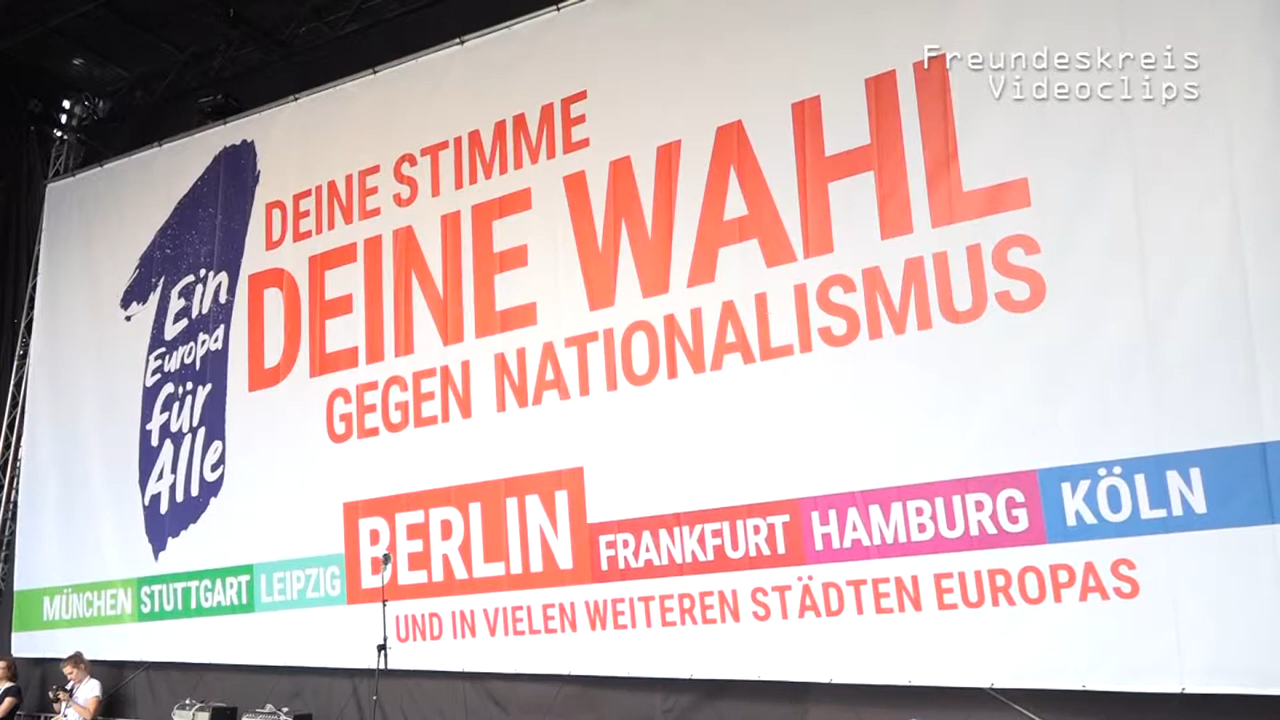 Freundeskreis
Videoclips
DEINE STIMME
DEINE WAHL
GEGEN NATIONALISMUS
Ein
Europa
für
Alle
MÜNCHEN STUTTGART LEIPZIG BERLIN FRANKFURT HAMBURG KÖLN
UND IN VIELEN WEITEREN STÄDTEN EUROPAS